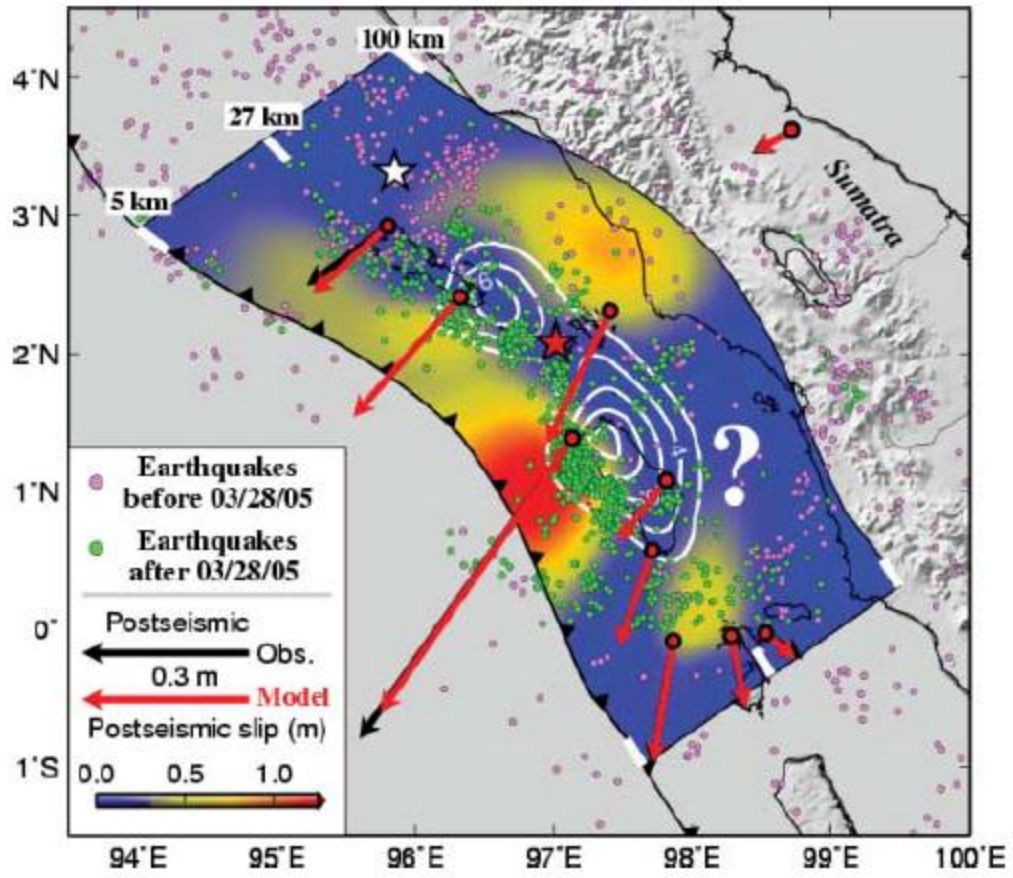 100 km
4°N
27 km
5 km
3°N
Sumatra
6
2°N
4
?
1°N
Earthquakes
before 03/28/05
Earthquakes
after 03/28/05
0°
Postseismic
Obs.
0.3 m
Model
Postseismic slip (m)
0.0 0.5 1.0
1°S
94°E 95°E 96°E 97°E 98°E 99°E 100°E